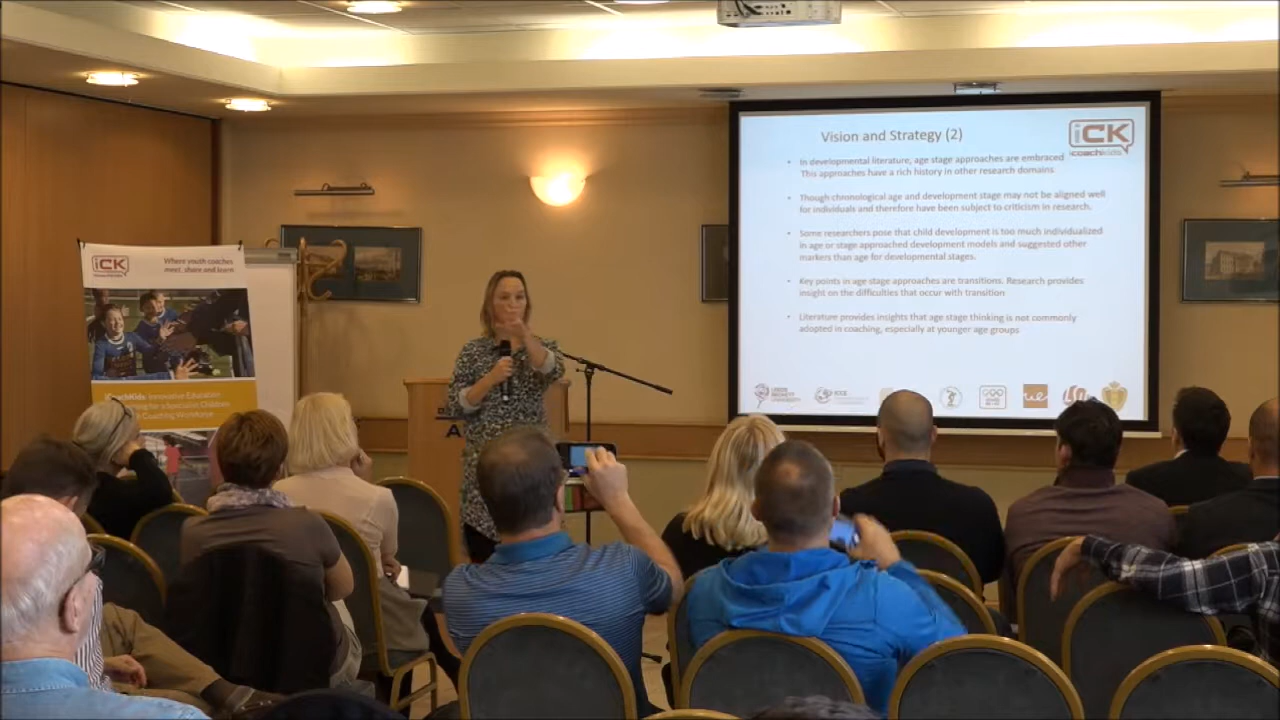 Vision and Strategy (2)
iCK
icoachkids
In developmental literature, age stage approaches are embraced
This approaches have a rich history in other research domains
Though chronological age and development stage may not be aligned well
for individuals and therefore have been subject to criticism in research.
Some researchers pose that child development is too much individualized
in age or stage approached development models and suggested other
markers than age for developmental stages.
Key points in age stage approaches are transitions. Research provides
insight on the difficulties that occur with transition
Literature provides insights that age stage thinking is not commonly
adopted in coaching, especially at younger age groups
LEEDS
BECKETT
UNIVERSITY
ICCE
iCK
Where youth coaches
meet, share and learn
iCoachKids: Innovative Education
Coaching Workforce